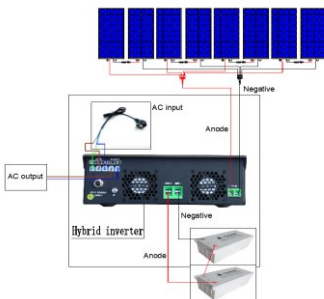 Negative
AC input
Anode
AC output
Negative
Hybrid inverter
Anode